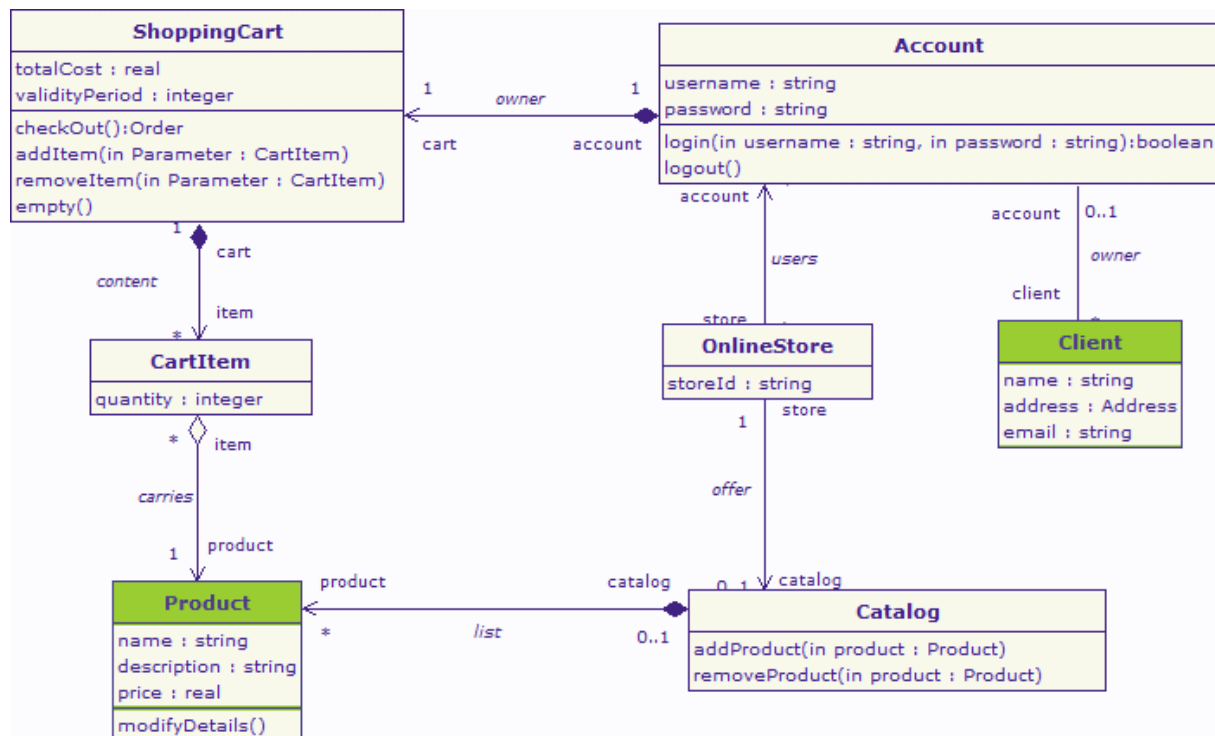 ShoppingCart
totalCost : real
validityPeriod : integer
checkOut():Order
addItem(in Parameter : CartItem)
removeItem(in Parameter : CartItem)
empty()
1
owner
1
cart
account
Account
username : string
password : string
login(in username : string, in password : string):boolean
logout()
1
cart
content
item
*
account
users
store
account
0..1
owner
client
*
CartItem
quantity : integer
OnlineStore
storeId : string
Client
name : string
address : Address
email : string
*
item
carries
1
product
1
store
offer
0..1
catalog
Product
name : string
description : string
price : real
modifyDetails()
product
*
list
catalog
0..1
Catalog
addProduct(in product : Product)
removeProduct(in product : Product)